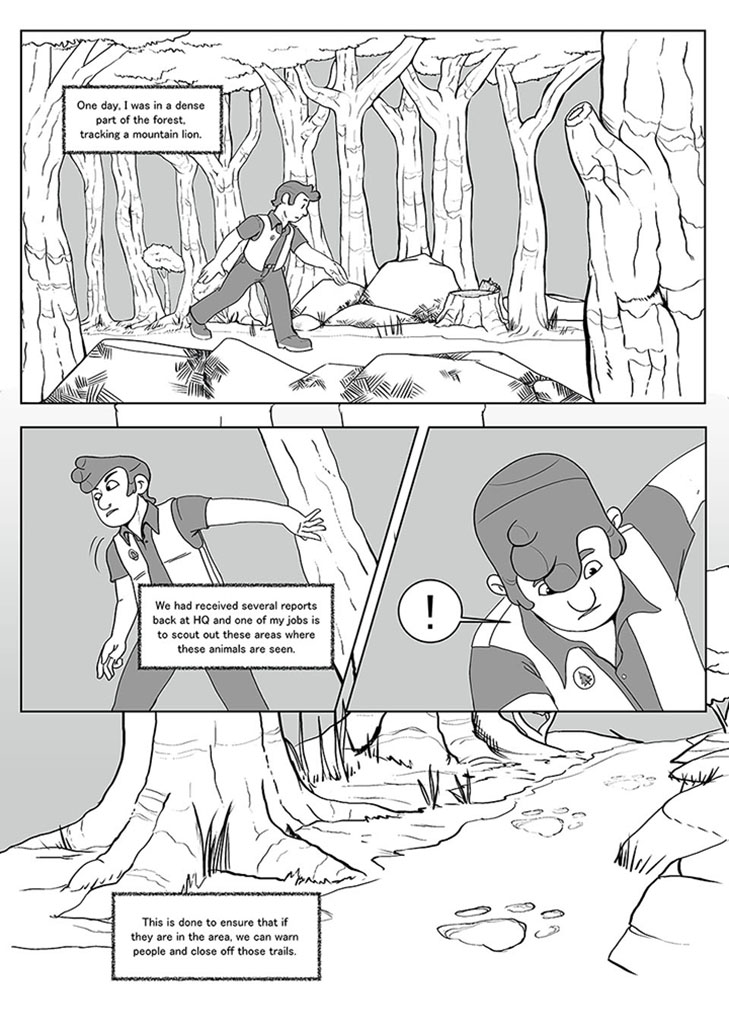 One day, I was in a dense
part of the forest,
tracking a mountain lion.
We had received several reports
back at HQ and one of my jobs is
to scout out these areas where
these animals are seen.
!
This is done to ensure that if
they are in the area, we can warn
people and close off those trails.